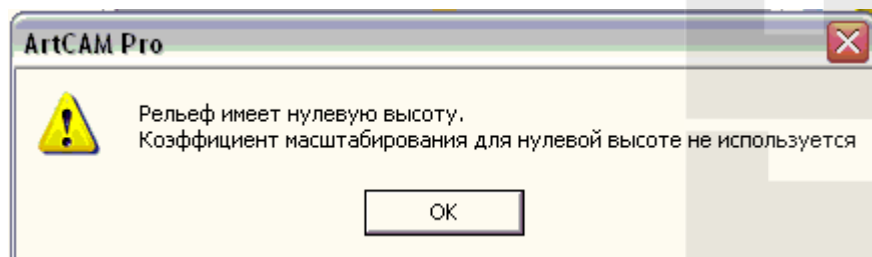 ArtCAM Pro
Рельеф имеет нулевую высоту.
Коэффициент масштабирования для нулевой высоте не используется
OK